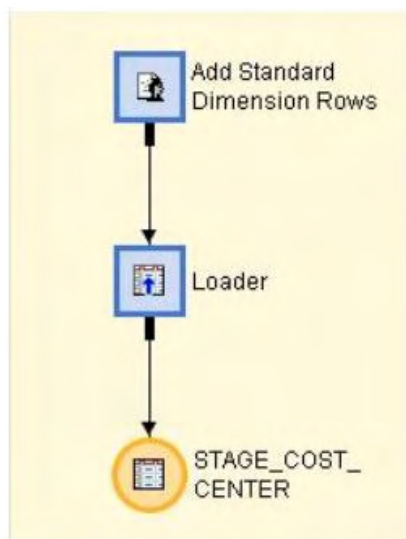 Add Standard
Dimension Rows
Loader
STAGE_COST_
CENTER